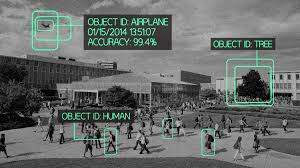 OBJECT ID: AIRPLANE
01/15/2014 13:51:07
ACCURACY: 99.4%
OBJECT ID: TREE
OBJECT ID: HUMAN